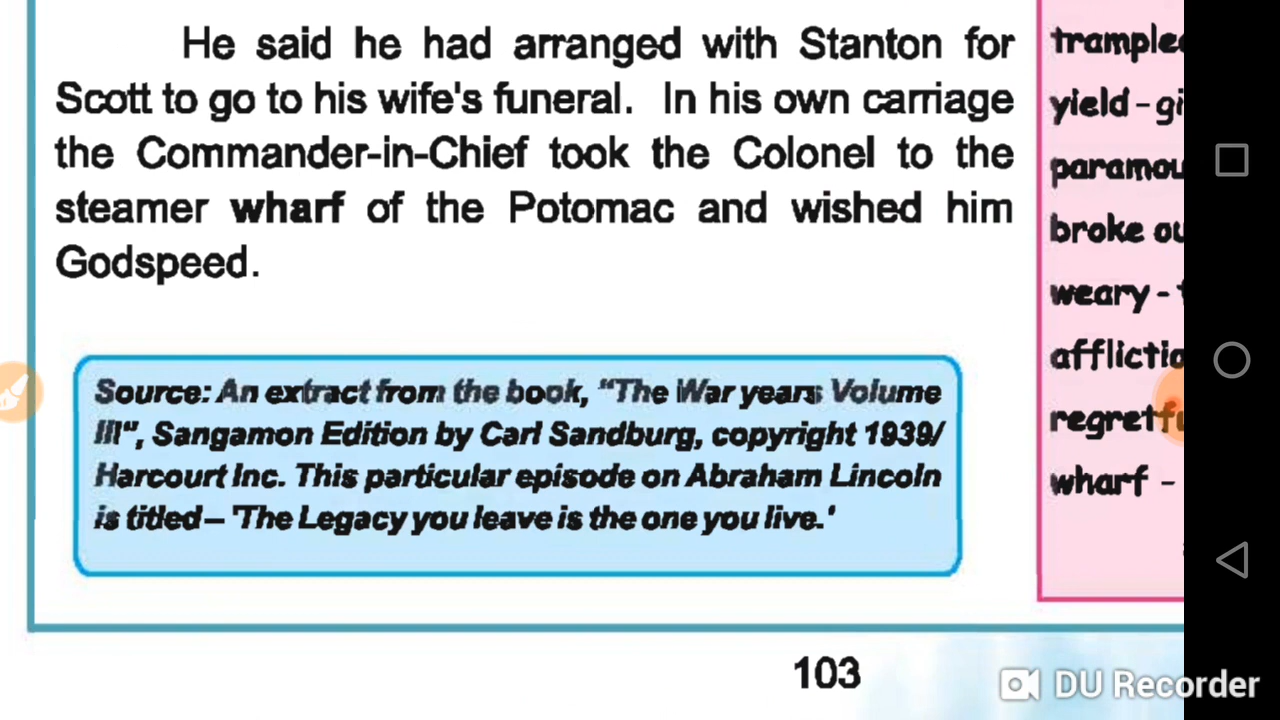 He said he had arranged with Stanton for
Scott to go to his wife's funeral. In his own carriage
the Commander-in-Chief took the Colonel to the
steamer wharf of the Potomac and wished him
Godspeed.
Source: An extract from the book, "The War years Volume
III", Sangamon Edition by Carl Sandburg, copyright 1939/
Harcourt Inc. This particular episode on Abraham Lincoln
is titled – 'The Legacy you leave is the one you live.'
103
yield -
broke
weary -
wharf -
DU Recorder